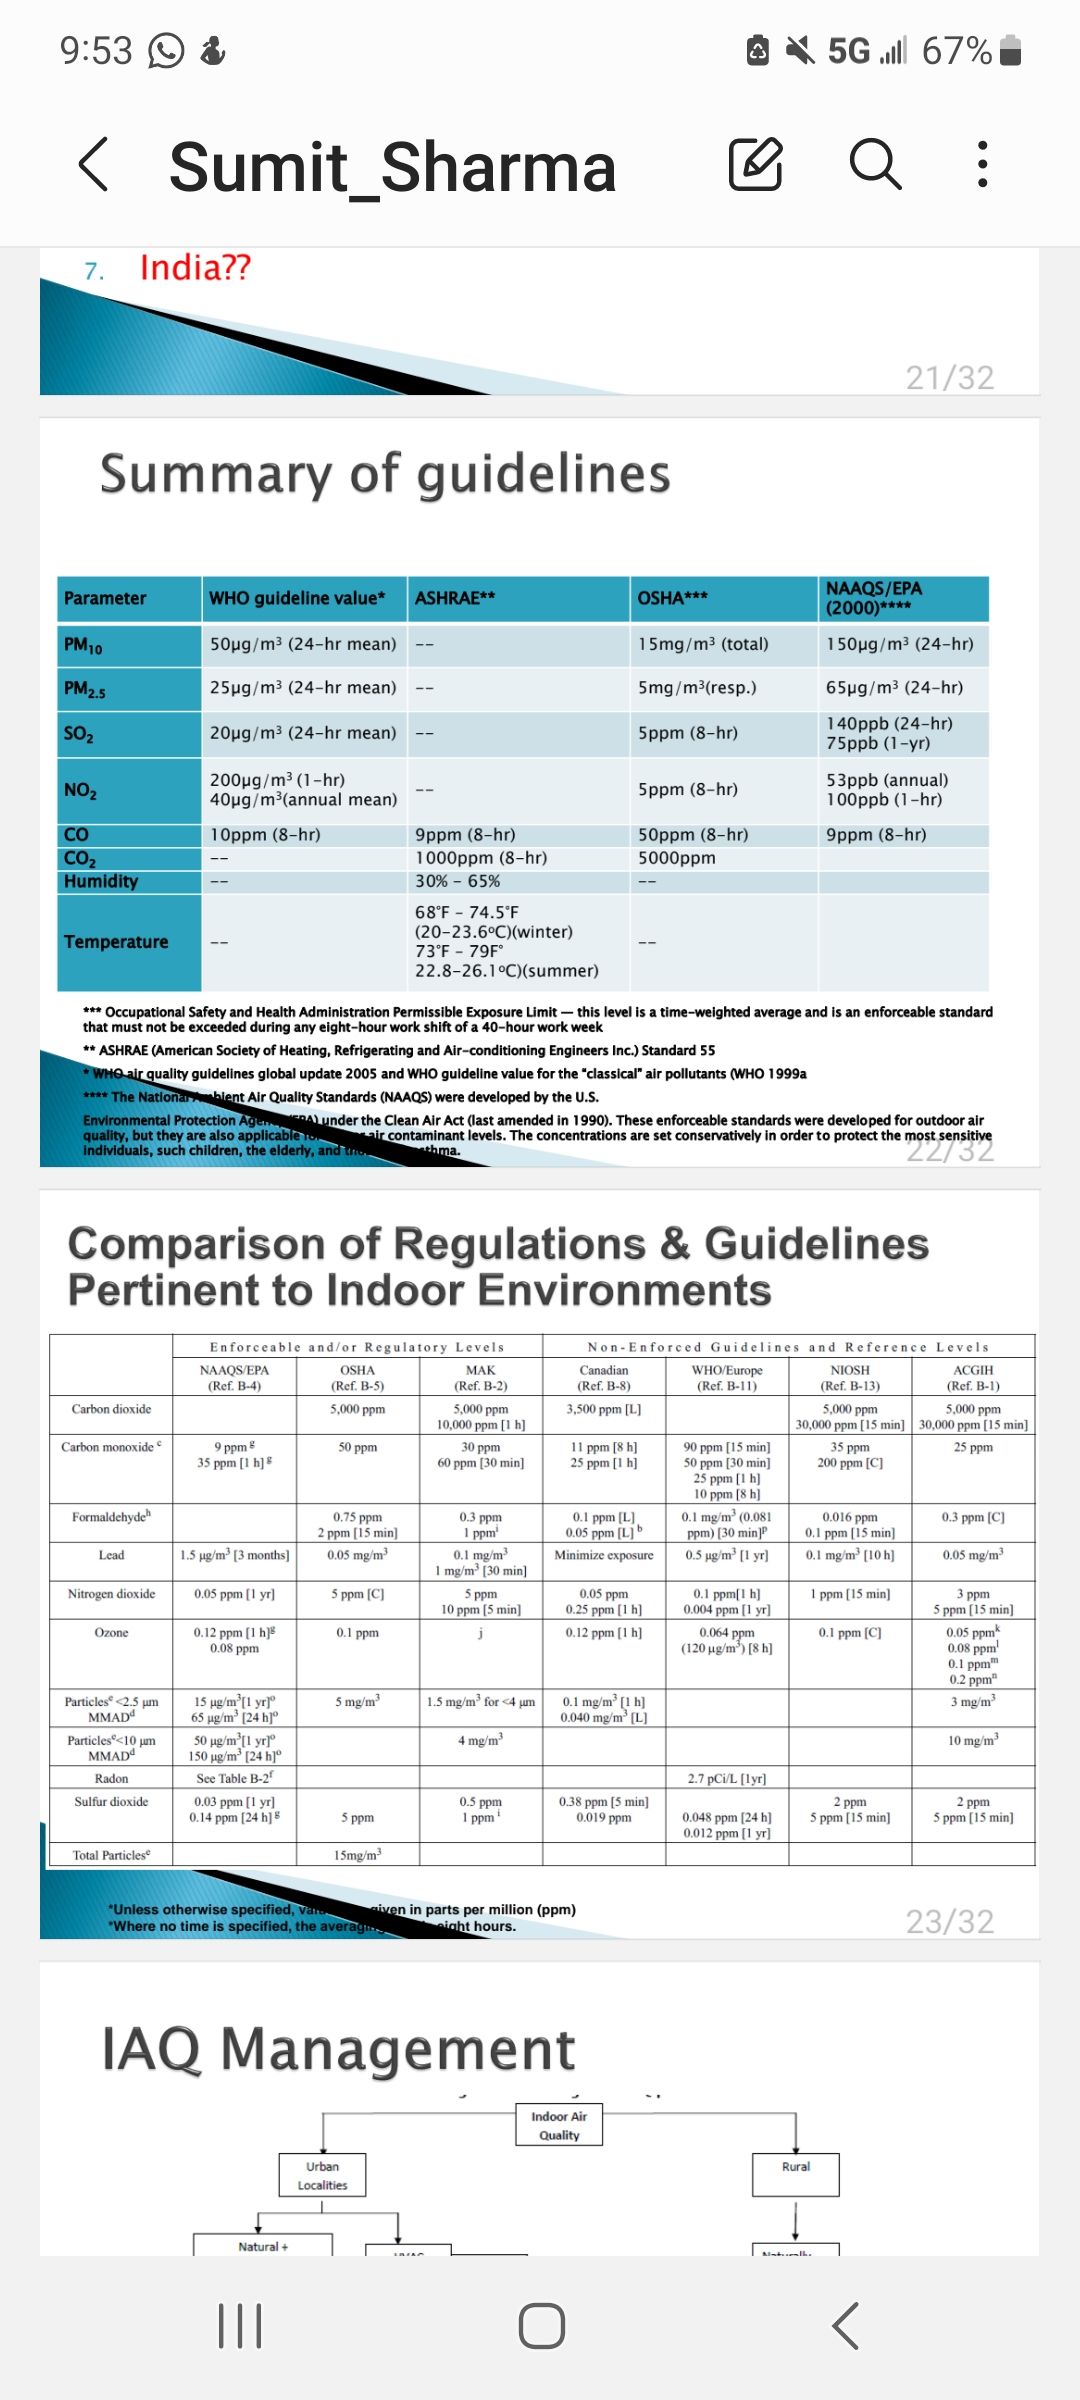 9:53
5G 67%
Sumit_Sharma
7. India??
21/32
Summary of guidelines
Parameter WHO guideline value* ASHRAE** OSHA*** NAAQS/EPA (2000)****
PM10 50µg/m³ (24-hr mean) -- 15mg/m³ (total) 150µg/m³ (24-hr)
PM2.5 25µg/m³ (24-hr mean) -- 5mg/m³(resp.) 65µg/m³ (24-hr)
SO2 20µg/m³ (24-hr mean) -- 5ppm (8-hr) 140ppb (24-hr)
75ppb (1-yr)
NO2 200µg/m³ (1-hr)
40µg/m³(annual mean) -- 5ppm (8-hr) 53ppb (annual)
100ppb (1-hr)
CO 10ppm (8-hr) 9ppm (8-hr) 50ppm (8-hr) 9ppm (8-hr)
CO2 -- 1000ppm (8-hr) 5000ppm
Humidity -- 30% - 65% --
Temperature -- 68°F - 74.5°F
(20-23.6ºC)(winter)
73°F - 79F°
22.8-26.1ºC)(summer) --
*** Occupational Safety and Health Administration Permissible Exposure Limit — this level is a time-weighted average and is an enforceable standard
that must not be exceeded during any eight-hour work shift of a 40-hour work week
** ASHRAE (American Society of Heating, Refrigerating and Air-conditioning Engineers Inc.) Standard 55
* WHO air quality guidelines global update 2005 and WHO guideline value for the "classical" air pollutants (WHO 1999a
**** The National Ambient Air Quality Standards (NAAQS) were developed by the U.S.
Environmental Protection Agency (EPA) under the Clean Air Act (last amended in 1990). These enforceable standards were developed for outdoor air
quality, but they are also applicable air contaminant levels. The concentrations are set conservatively in order to protect the most sensitive
individuals, such children, the elderly, and
22/32
Comparison of Regulations & Guidelines
Pertinent to Indoor Environments
Enforceable and/or Regulatory Levels Non-Enforced Guidelines and Reference Levels
NAAQS/EPA OSHA MAK Canadian WHO/Europe NIOSH ACGIH
(Ref. B-4) (Ref. B-5) (Ref. B-2) (Ref. B-8) (Ref. B-11) (Ref. B-13) (Ref. B-1)
Carbon dioxide 5,000 ppm 5,000 ppm 3,500 ppm [L] 5,000 ppm 5,000 ppm
10,000 ppm [1 h] 30,000 ppm [15 min] 30,000 ppm [15 min]
Carbon monoxide c 9 ppm g 50 ppm 30 ppm 11 ppm [8 h] 90 ppm [15 min] 35 ppm 25 ppm
35 ppm [1 h] g 60 ppm [30 min] 25 ppm [1 h] 50 ppm [30 min] 200 ppm [C]
25 ppm [1 h]
10 ppm [8 h]
Formaldehyde h 0.75 ppm 0.3 ppm 0.1 ppm [L] 0.1 mg/m³ (0.081 0.016 ppm 0.3 ppm [C]
2 ppm [15 min] 1 ppm i 0.05 ppm [L] b ppm) [30 min]p 0.1 ppm [15 min]
Lead 1.5 µg/m³ [3 months] 0.05 mg/m³ 0.1 mg/m³ Minimize exposure 0.5 µg/m³ [1 yr] 0.1 mg/m³ [10 h] 0.05 mg/m³
1 mg/m³ [30 min]
Nitrogen dioxide 0.05 ppm [1 yr] 5 ppm [C] 5 ppm 0.05 ppm 0.1 ppm[1 h] 1 ppm [15 min] 3 ppm
10 ppm [5 min] 0.25 ppm [1 h] 0.004 ppm [1 yr] 5 ppm [15 min]
Ozone 0.12 ppm [1 h]g 0.1 ppm j 0.12 ppm [1 h] 0.064 ppm 0.1 ppm [C] 0.05 ppm k
0.08 ppm (120 µg/m³) [8 h] 0.08 ppm l
0.1 ppm m
0.2 ppm n
Particles e <2.5 µm 15 µg/m³[1 yr]o 5 mg/m³ 1.5 mg/m³ for <4 µm 0.1 mg/m³ [1 h] 3 mg/m³
MMAD d 65 µg/m³ [24 h]o 0.040 mg/m³ [L]
Particles e <10 µm 50 µg/m³[1 yr]o 4 mg/m³ 10 mg/m³
MMAD d 150 µg/m³ [24 h]o
Radon See Table B-2 f 2.7 pCi/L [1yr]
Sulfur dioxide 0.03 ppm [1 yr] 0.5 ppm 0.38 ppm [5 min] 2 ppm 2 ppm
0.14 ppm [24 h] g 5 ppm 1 ppm i 0.019 ppm 0.048 ppm [24 h] 5 ppm [15 min] 5 ppm [15 min]
0.012 ppm [1 yr]
Total Particles e 15mg/m³
*Unless otherwise specified, given in parts per million (ppm)
*Where no time is specified, the averaging eight hours.
23/32
IAQ Management
Indoor Air
Quality
Urban
Localities
Rural
Natural +